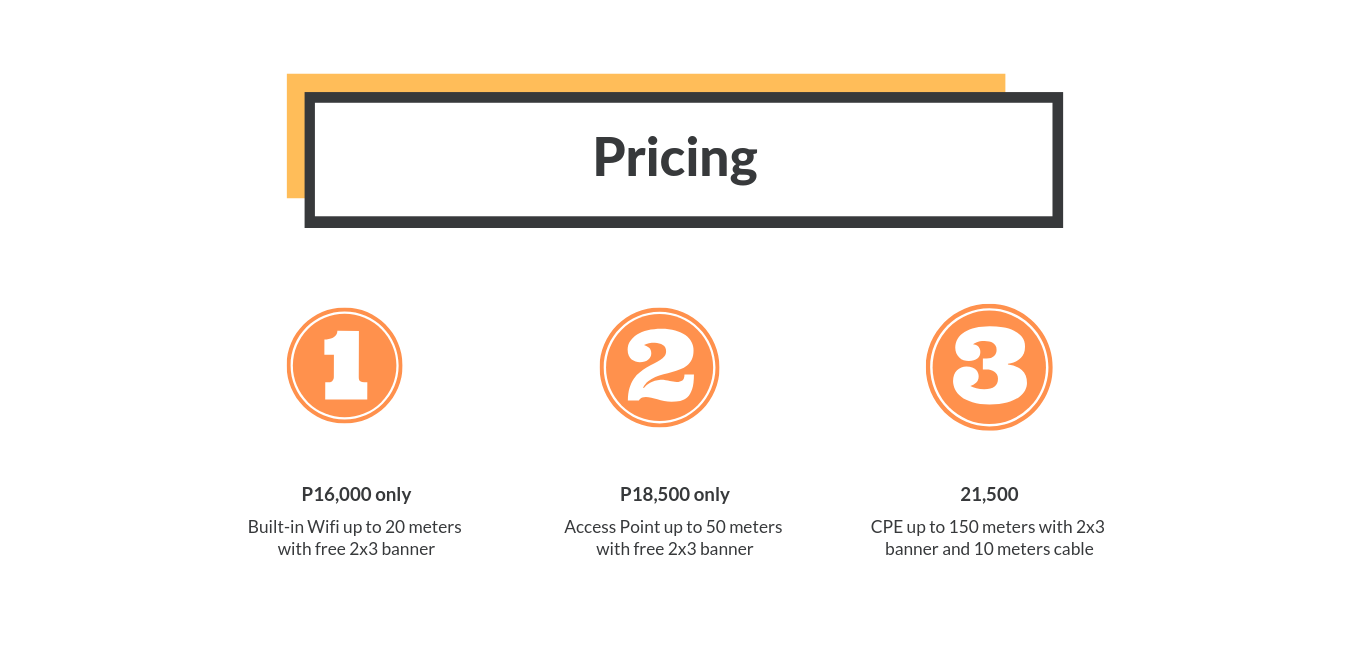 Pricing
1
2
3
P16,000 only
Built-in Wifi up to 20 meters
with free 2x3 banner
P18,500 only
Access Point up to 50 meters
with free 2x3 banner
21,500
CPE up to 150 meters with 2x3
banner and 10 meters cable